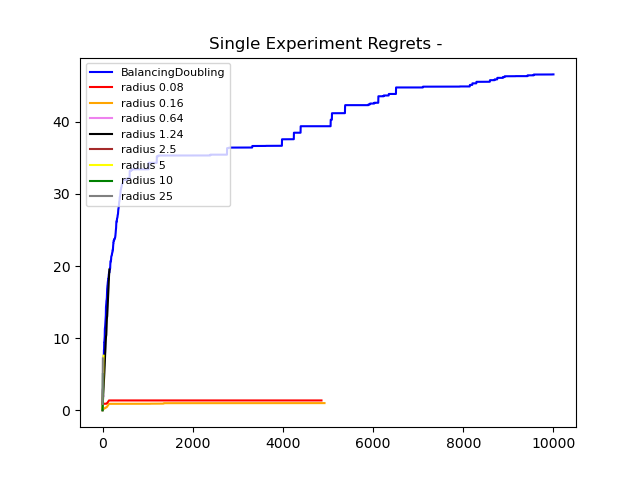 Single Experiment Regrets -
BalancingDoubling
radius 0.08
radius 0.16
radius 0.64
radius 1.24
radius 2.5
radius 5
radius 10
radius 25
40
30
20
10
0
0 2000 4000 6000 8000 10000